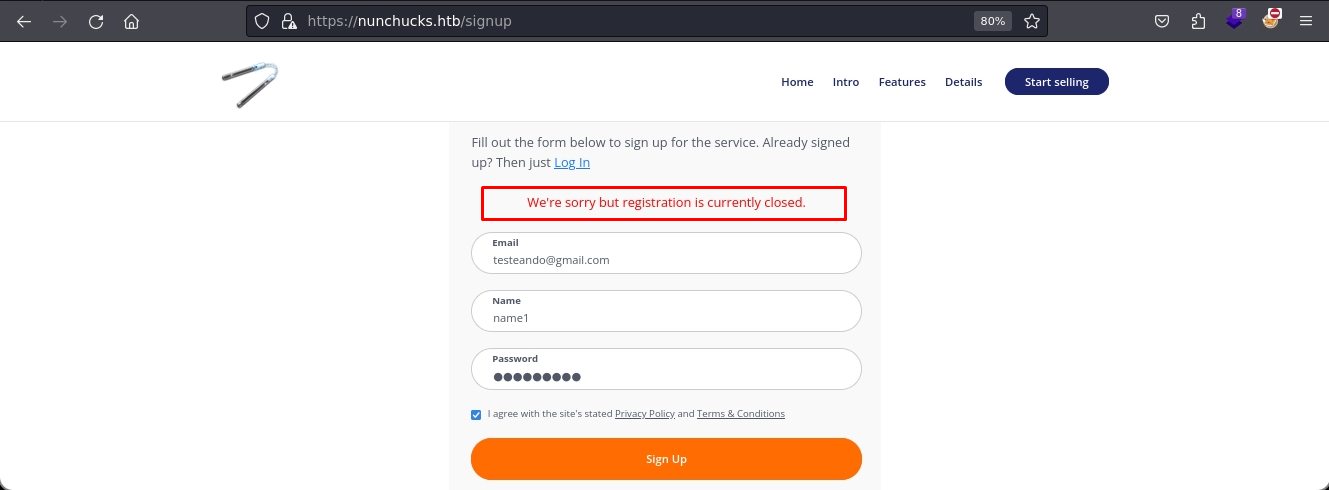 https://nunchucks.htb/signup
80%
8
Home Intro Features Details Start selling
Fill out the form below to sign up for the service. Already signed
up? Then just Log In
We're sorry but registration is currently closed.
Email
testeando@gmail.com
Name
name1
Password
●●●●●●●●●
I agree with the site's stated Privacy Policy and Terms & Conditions
Sign Up